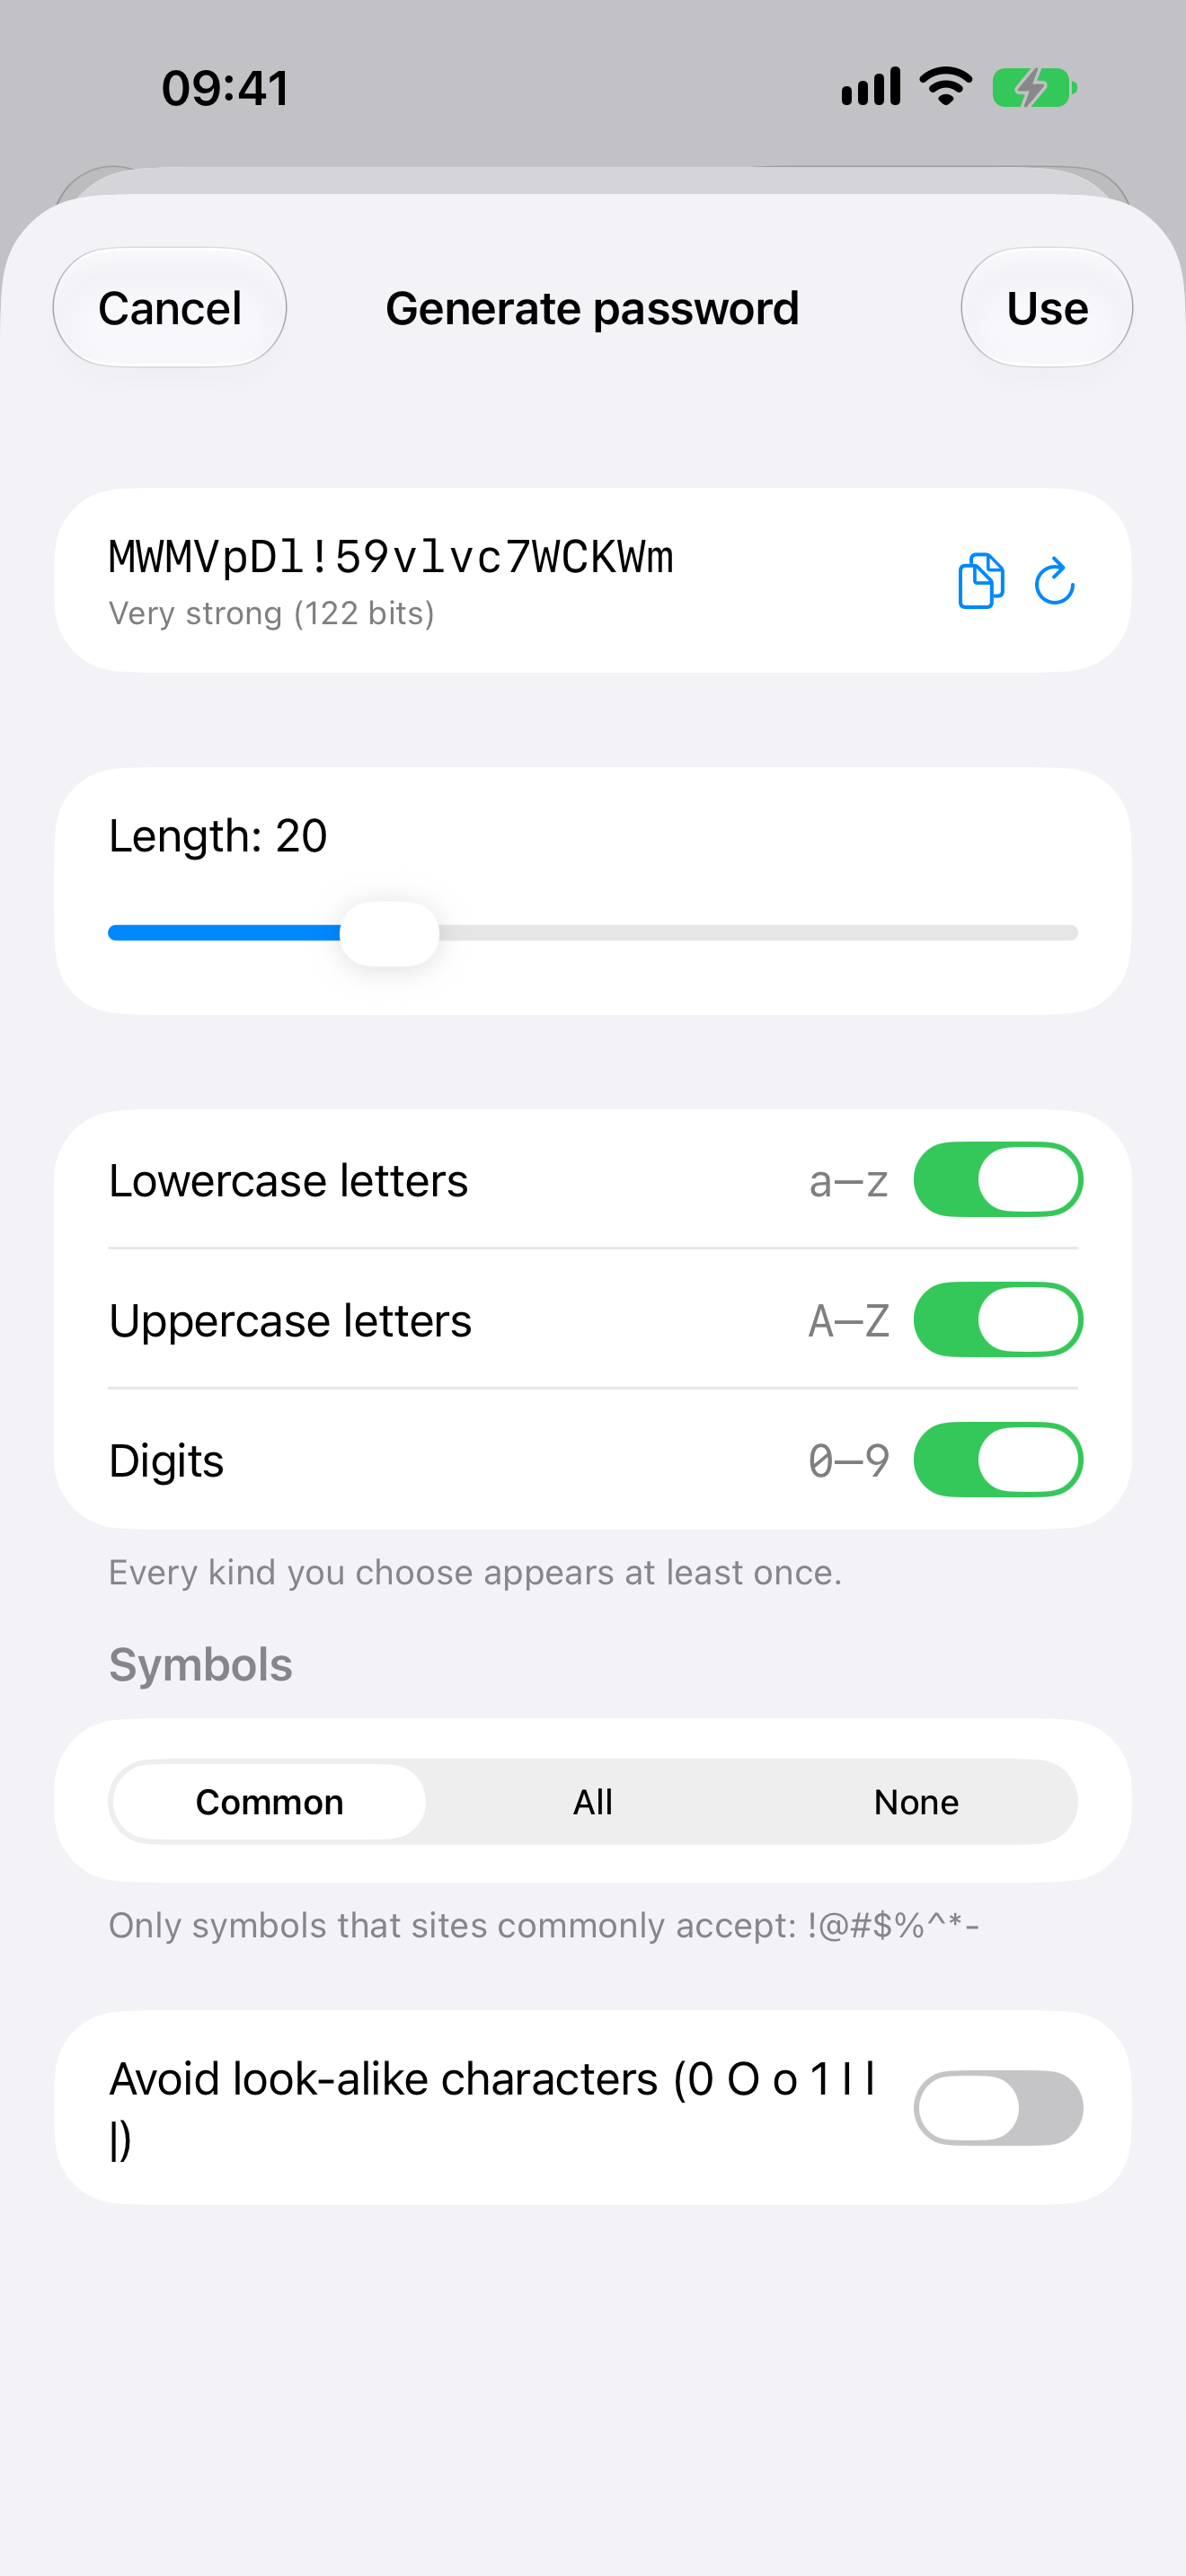 09:41
Cancel
Generate password
Use
MWMVpDl!59vlvc7WCKWm
Very strong (122 bits)
Length: 20
Lowercase letters a–z
Uppercase letters A–Z
Digits 0–9
Every kind you choose appears at least once.
Symbols
Common All None
Only symbols that sites commonly accept: !@#$%^*-
Avoid look-alike characters (0 O o 1 l I
|)